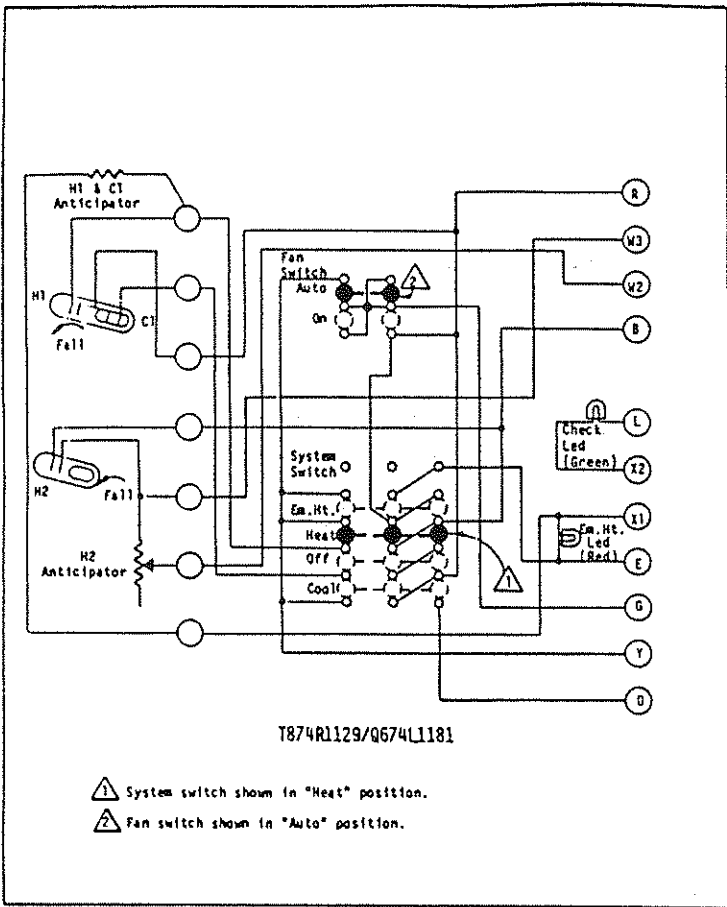 H1 & C1
Anticipator
H1
C1
Fall
H2
Fall
H2
Anticipator
Fan
Switch
Auto
2
On
System
Switch
Em.Ht.
Heat
Off
Cool
1
R
W3
W2
B
L
Check
Led
(Green)
X2
X1
Em.Ht.
Led
(Red)
E
G
Y
O
T874R1129/Q674L1181
1 System switch shown in "Heat" position.
2 Fan switch shown in "Auto" position.